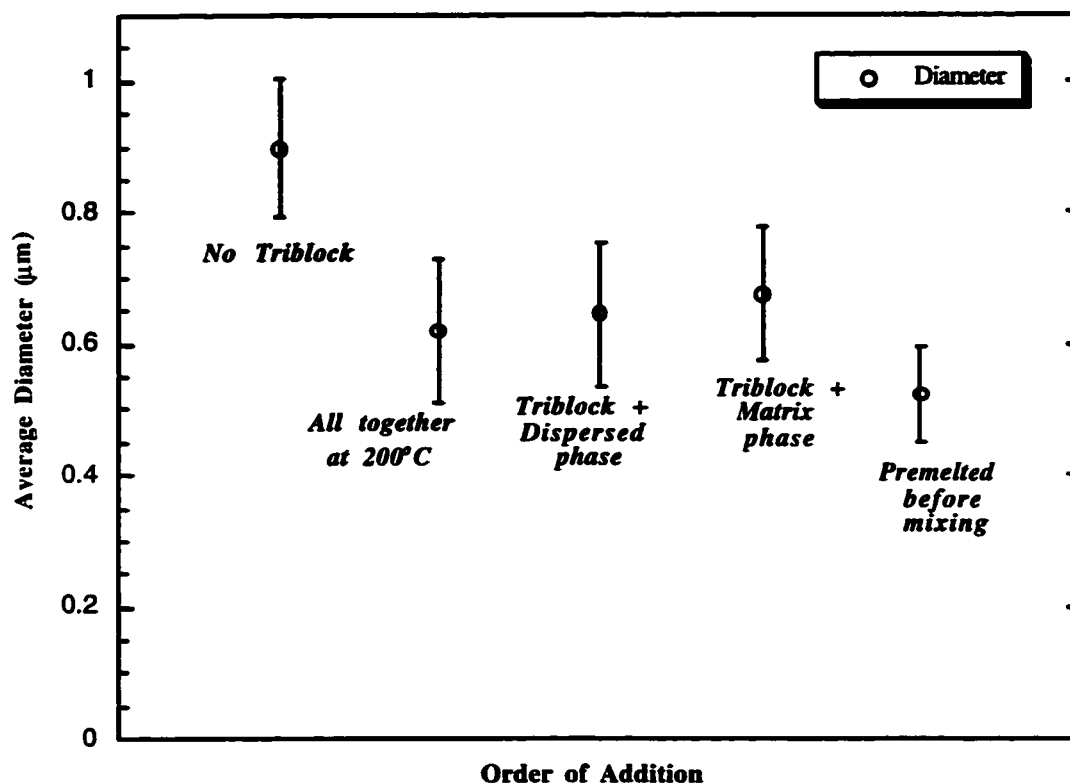 Diameter
1
0.8
0.6
0.4
0.2
0
Average Diameter (μm)
No Triblock
All together
at 200°C
Triblock +
Dispersed
phase
Triblock +
Matrix
phase
Premelted
before
mixing
Order of Addition